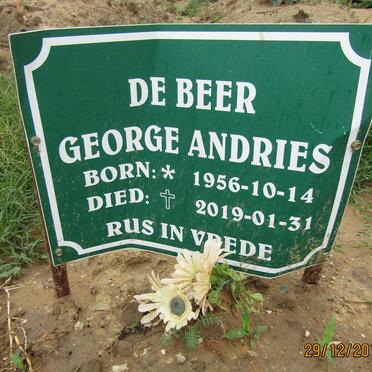 DE BEER
GEORGE ANDRIES
BORN: * 1956-10-14
DIED: ✝ 2019-01-31
RUS IN VREDE
29/12/20